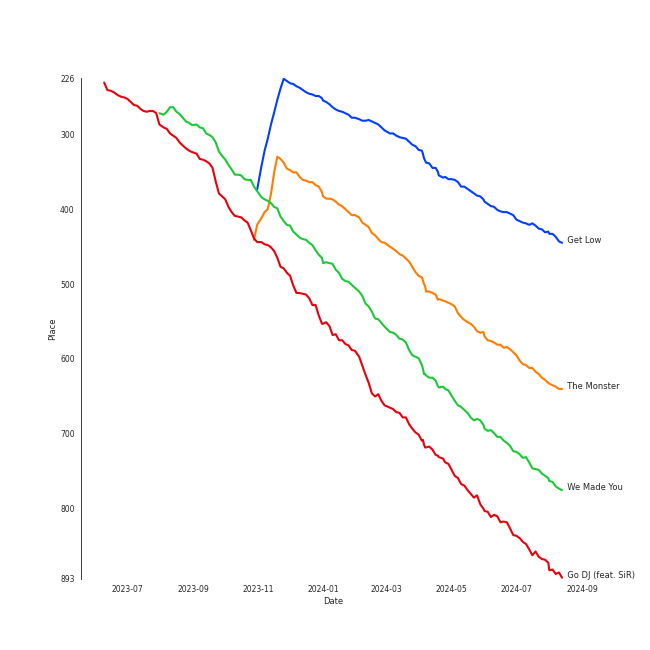 226
300
400
500
600
700
800
893
Place
2023-07
2023-09
2023-11
2024-01
2024-03
2024-05
2024-07
2024-09
Date
Get Low
The Monster
We Made You
Go DJ (feat. SiR)